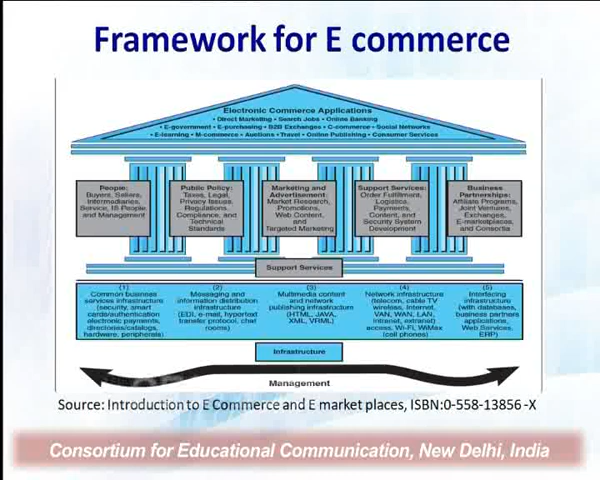 Framework for E commerce
Electronic Commerce Applications
• Direct Marketing • Search Jobs • Online Banking
• E-government • E-purchasing • B2B Exchanges • C-commerce • Social Networks
• E-learning • M-commerce • Auctions • Travel • Online Publishing • Consumer Services
People:
Buyers, Sellers,
Intermediaries,
Service, IS People,
and Management
Public Policy:
Taxes, Legal,
Privacy Issues,
Regulations,
Compliance, and
Technical
Standards
Marketing and
Advertisement:
Market Research,
Promotions,
Web Content,
and
Targeted Marketing
Support Services:
Order Fulfillment,
Logistics,
Payments,
Content, and
Security System
Development
Business
Partnerships:
Affiliate Programs,
Joint Ventures,
Exchanges,
E-marketplaces,
and Consortia
Support Services
(1)
Common business
services infrastructure
(security, smart
cards/authentication
electronic payments,
directories/catalogs,
hardware, peripherals)
(2)
Messaging and
information distribution
infrastructure
(EDI, e-mail, hypertext
transfer protocol, chat
rooms)
(3)
Multimedia content
and network
publishing infrastructure
(HTML, JAVA,
XML, VRML)
(4)
Network infrastructure
(telecom, cable TV
wireless, Internet,
VAN, WAN, LAN,
intranet, extranet)
access, Wi-Fi, WiMax
(cell phones)
(5)
Interfacing
infrastructure
(with databases,
business partners
applications,
Web Services,
ERP)
Infrastructure
Management
Source: Introduction to E Commerce and E market places, ISBN:0-558-13856 -X
Consortium for Educational Communication, New Delhi, India